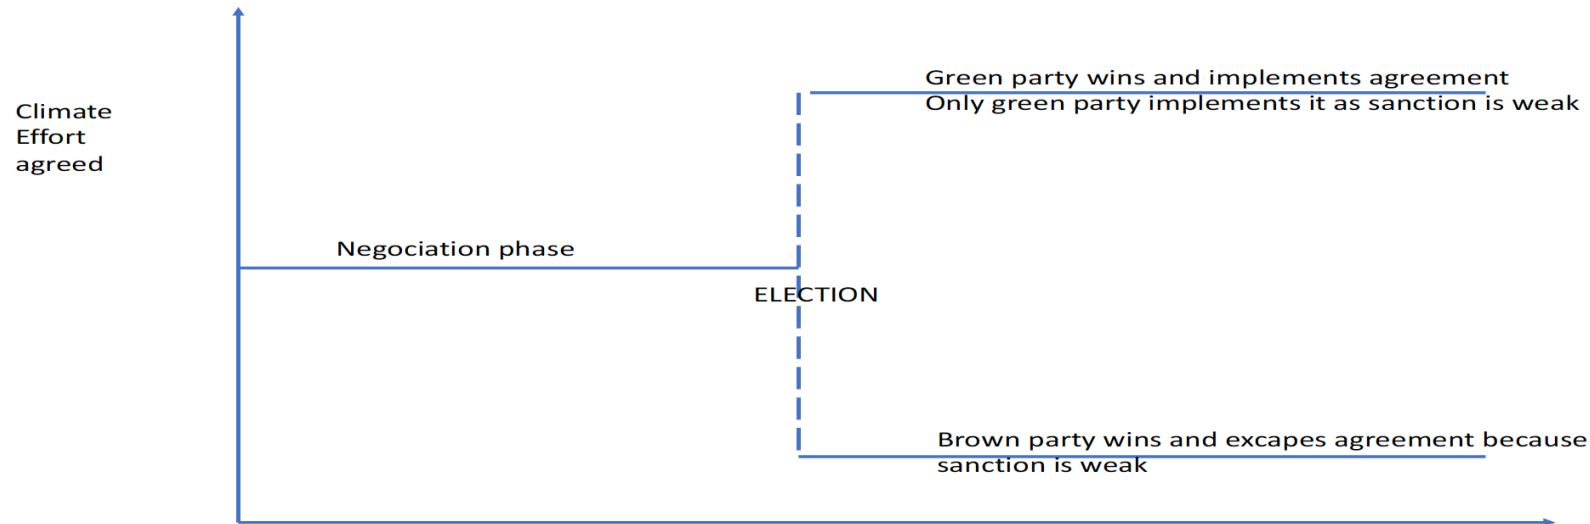 Climate
Effort
agreed
Green party wins and implements agreement
Only green party implements it as sanction is weak
Negociation phase
ELECTION
Brown party wins and excapes agreement because
sanction is weak